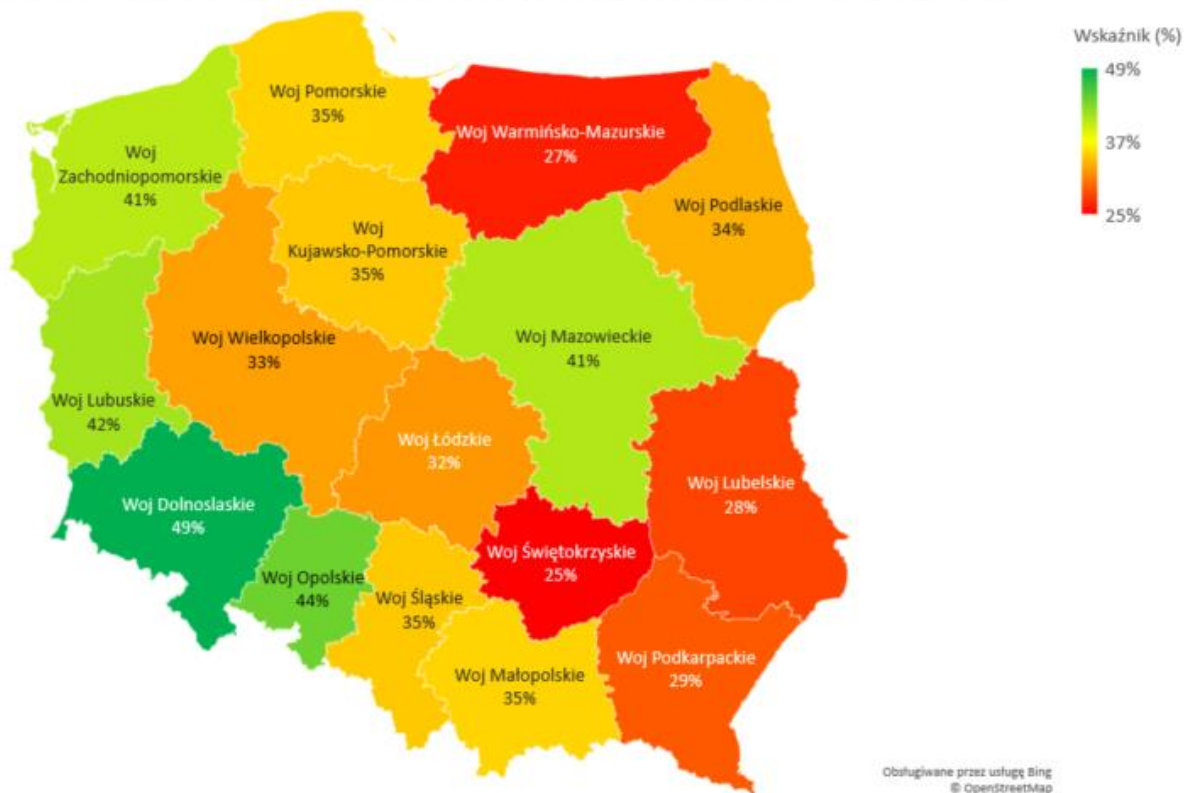 Wskaźnik (%)
49%
37%
25%
Woj Pomorskie
35%
Woj Warmińsko-Mazurskie
27%
Woj
Zachodniopomorskie
41%
Woj Podlaskie
34%
Woj
Kujawsko-Pomorskie
35%
Woj Wielkopolskie
33%
Woj Mazowieckie
41%
Woj Lubuskie
42%
Woj Łódzkie
32%
Woj Lubelskie
28%
Woj Dolnoslaskie
49%
Woj Świętokrzyskie
25%
Woj Opolskie
44%
Woj Śląskie
35%
Woj Podkarpackie
29%
Woj Małopolskie
35%
Obsługiwane przez usługę Bing
© OpenStreetMap